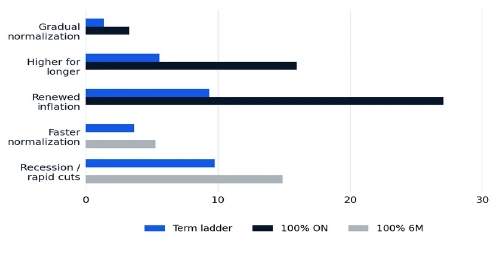 Gradual
normalization
Higher for
longer
Renewed
inflation
Faster
normalization
Recession /
rapid cuts
0 10 20 30
Term ladder 100% ON 100% 6M